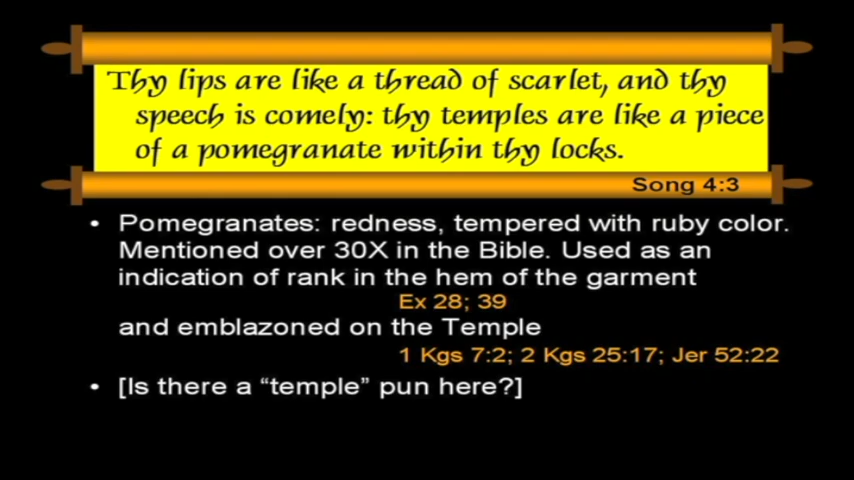 Thy lips are like a thread of scarlet, and thy
speech is comely: thy temples are like a piece
of a pomegranate within thy locks.
Song 4:3
• Pomegranates: redness, tempered with ruby color.
Mentioned over 30X in the Bible. Used as an
indication of rank in the hem of the garment
Ex 28; 39
and emblazoned on the Temple
1 Kgs 7:2; 2 Kgs 25:17; Jer 52:22
• [Is there a “temple” pun here?]